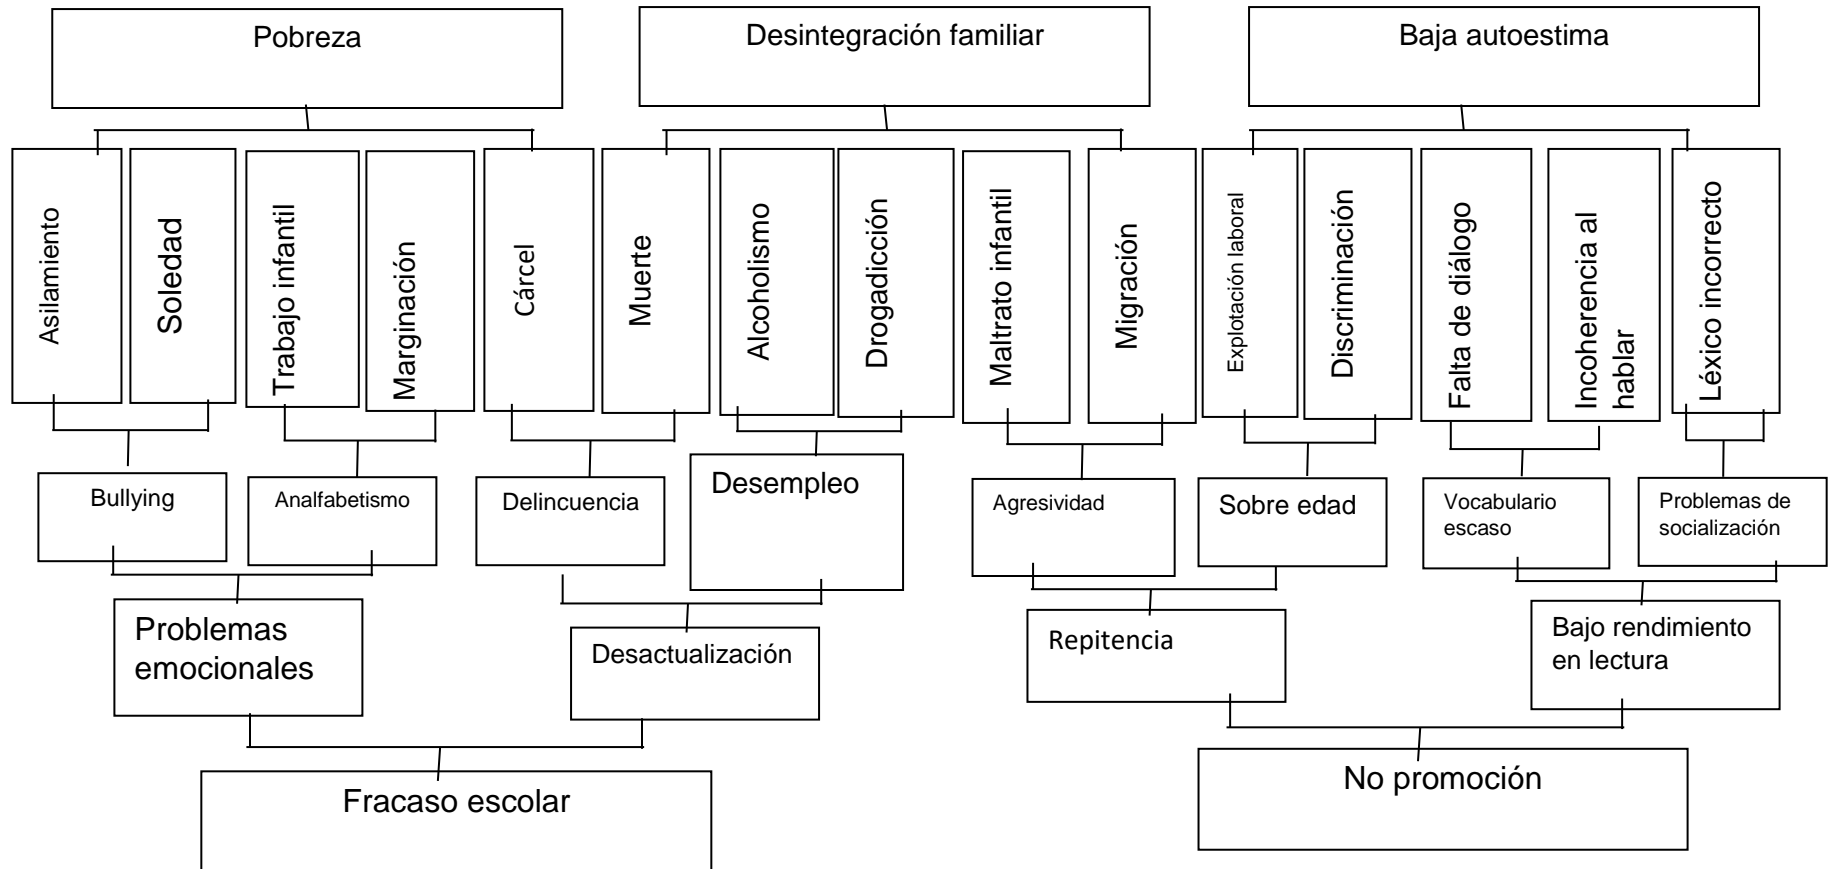 Pobreza
Desintegración familiar
Baja autoestima
Asilamiento
Soledad
Trabajo infantil
Marginación
Cárcel
Muerte
Alcoholismo
Drogadicción
Maltrato infantil
Migración
Explotación laboral
Discriminación
Falta de diálogo
Incoherencia al
hablar
Léxico incorrecto
Bullying
Analfabetismo
Delincuencia
Desempleo
Agresividad
Sobre edad
Vocabulario
escaso
Problemas de
socialización
Problemas
emocionales
Desactualización
Repitencia
Bajo rendimiento
en lectura
Fracaso escolar
No promoción